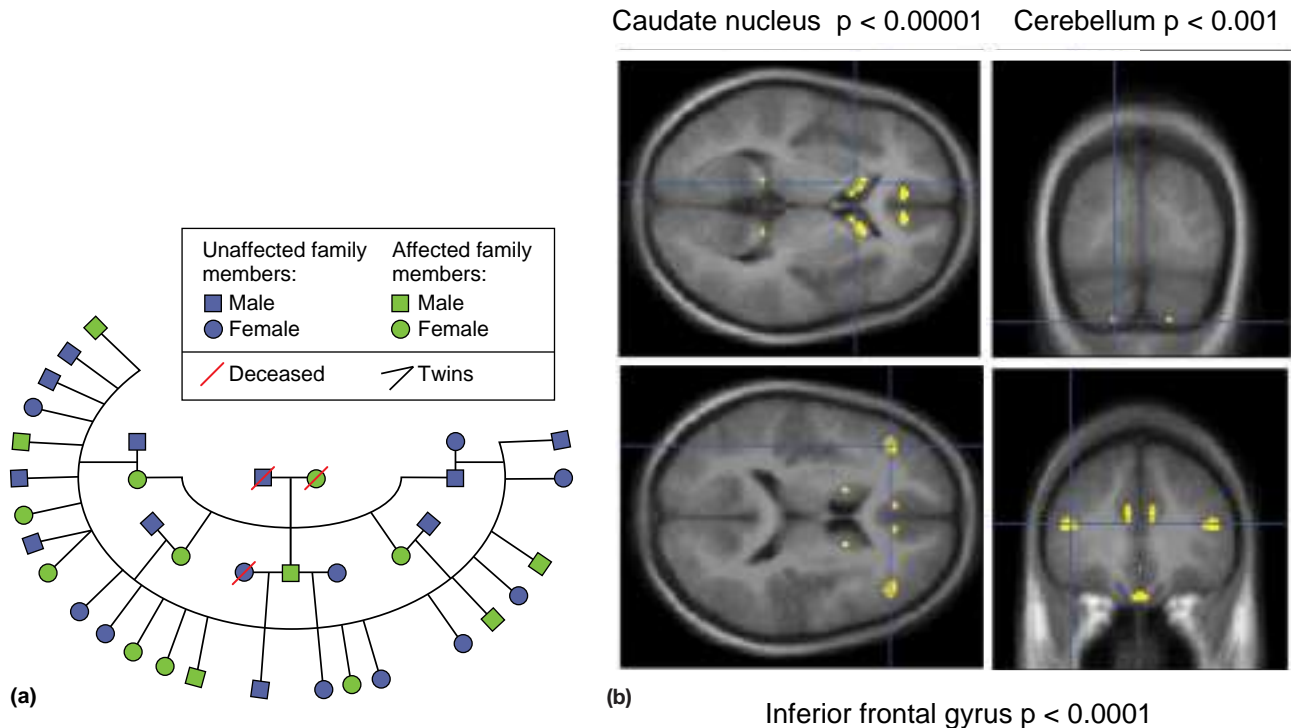 Caudate nucleus p < 0.00001
Cerebellum p < 0.001
Unaffected family
members:
Male
Female
Affected family
members:
Male
Female
Deceased
Twins
(a)
(b)
Inferior frontal gyrus p < 0.0001